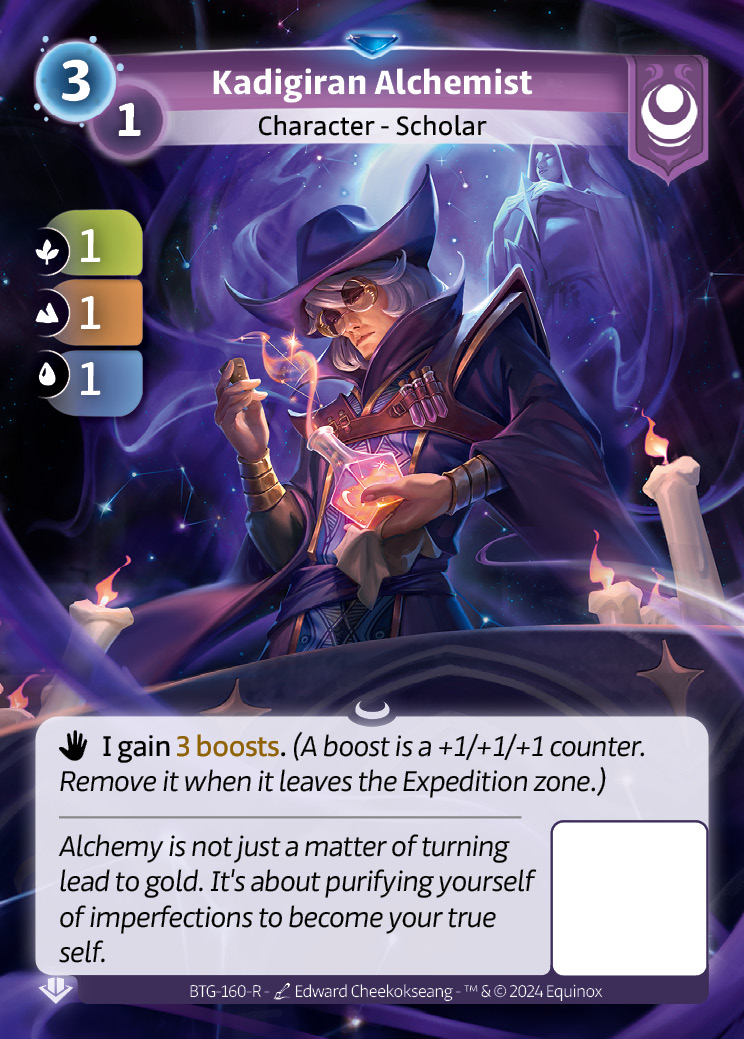 3
Kadigiran Alchemist
1
Character - Scholar
1
1
1
I gain 3 boosts. (A boost is a +1/+1/+1 counter.
Remove it when it leaves the Expedition zone.)
Alchemy is not just a matter of turning
lead to gold. It's about purifying yourself
of imperfections to become your true
self.
BTG-160-R - Edward Cheekokseang - ™ & © 2024 Equinox